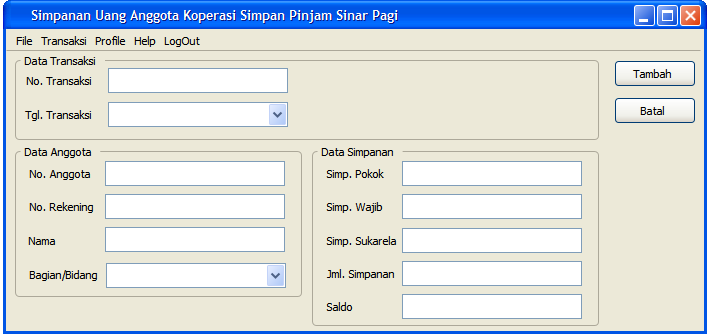 Simpanan Uang Anggota Koperasi Simpan Pinjam Sinar Pagi
File Transaksi Profile Help LogOut
Data Transaksi
No. Transaksi
Tgl. Transaksi
Tambah
Batal
Data Anggota
No. Anggota
No. Rekening
Nama
Bagian/Bidang
Data Simpanan
Simp. Pokok
Simp. Wajib
Simp. Sukarela
Jml. Simpanan
Saldo